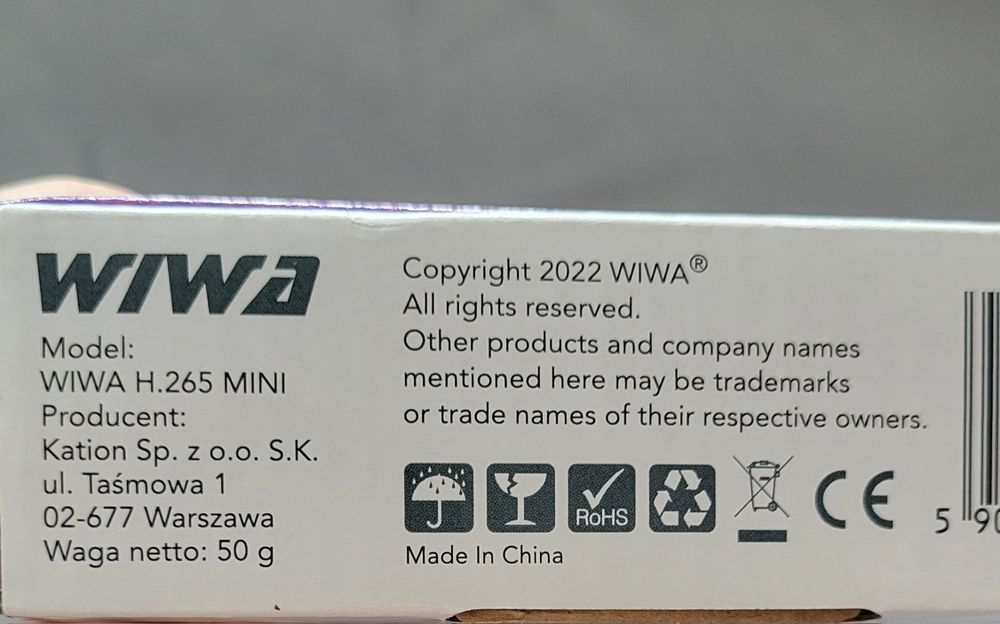 WIWA
Model:
WIWA H.265 MINI
Producent:
Kation Sp. z o.o. S.K.
ul. Taśmowa 1
02-677 Warszawa
Waga netto: 50 g
Copyright 2022 WIWA®
All rights reserved.
Other products and company names
mentioned here may be trademarks
or trade names of their respective owners.
RoHS
CE
Made In China
5 90